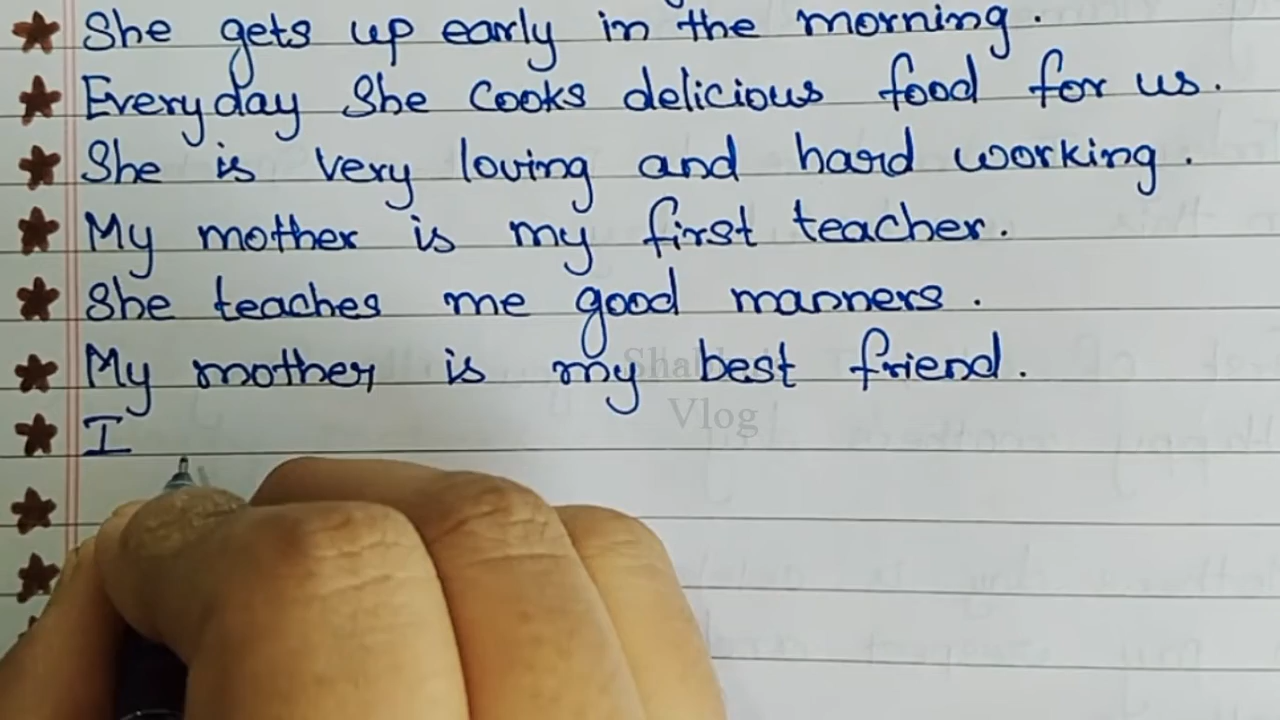 She gets up early in the morning.
Everyday She Cooks delicious food for us.
She is very loving and hard working.
My mother is my first teacher.
She teaches me good manners.
My mother is my best friend.
Vlog
I